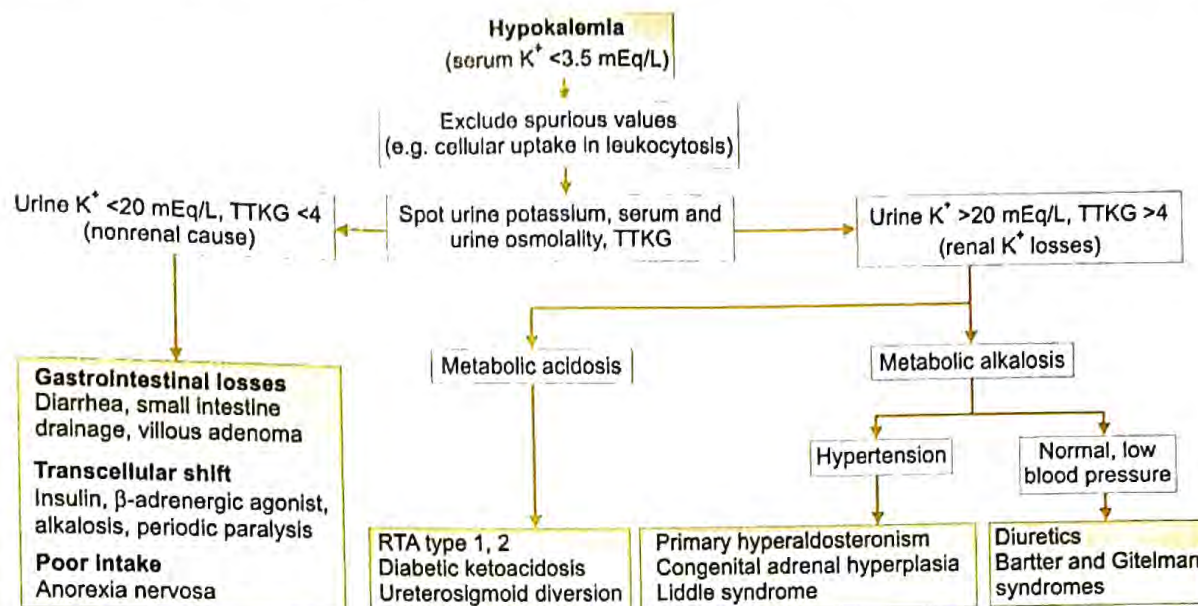 Hypokalemia
(serum K⁺ <3.5 mEq/L)
Exclude spurious values
(e.g. cellular uptake in leukocytosis)
Urine K⁺ <20 mEq/L, TTKG <4
(nonrenal cause)
Spot urine potassium, serum and
urine osmolality, TTKG
Urine K⁺ >20 mEq/L, TTKG >4
(renal K⁺ losses)
Metabolic acidosis
Metabolic alkalosis
Gastrointestinal losses
Diarrhea, small intestine
drainage, villous adenoma
Transcellular shift
Insulin, β-adrenergic agonist,
alkalosis, periodic paralysis
Poor intake
Anorexia nervosa
Hypertension
Normal, low
blood pressure
RTA type 1, 2
Diabetic ketoacidosis
Ureterosigmoid diversion
Primary hyperaldosteronism
Congenital adrenal hyperplasia
Liddle syndrome
Diuretics
Bartter and Gitelman
syndromes